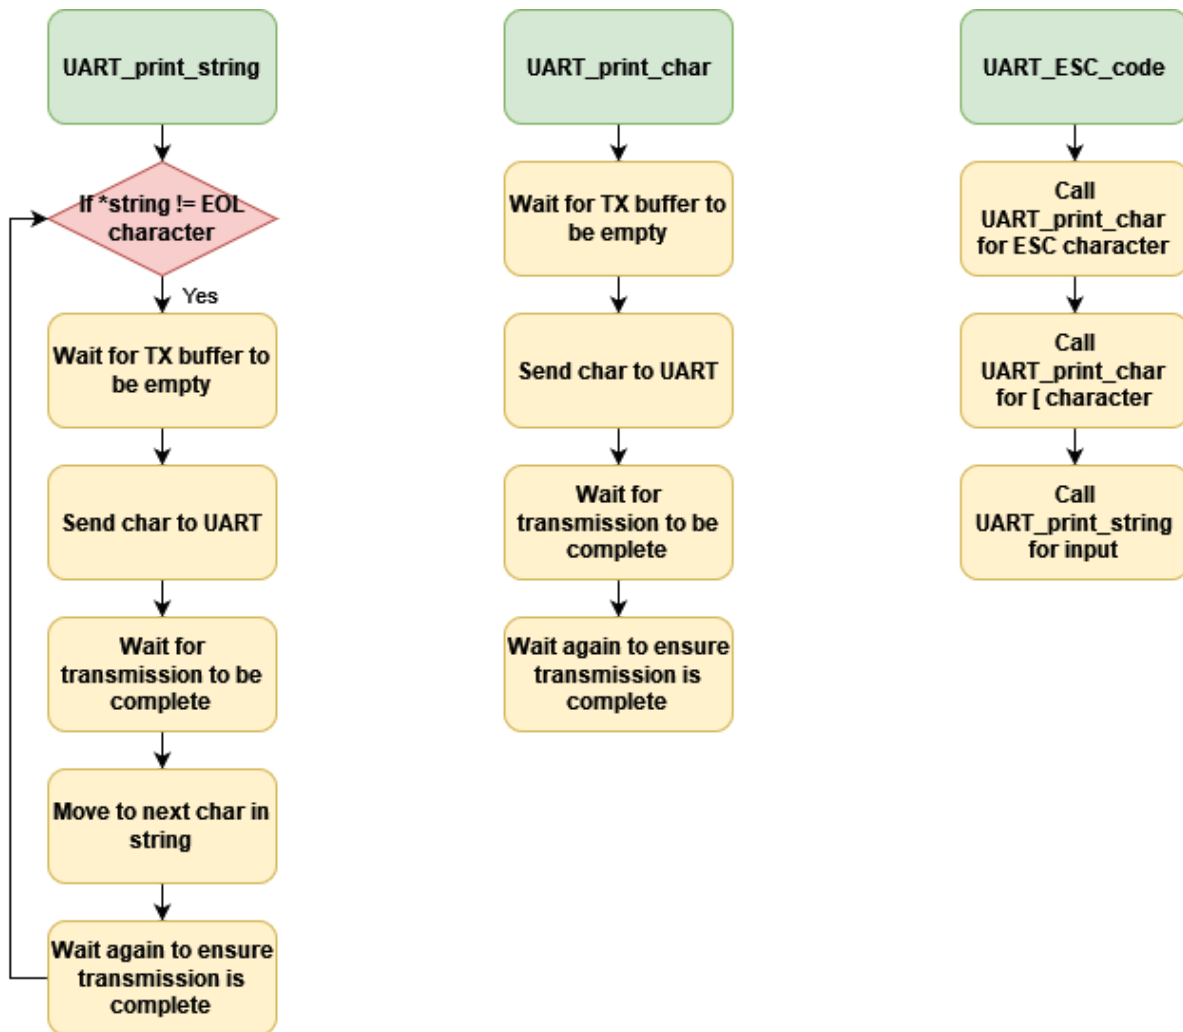 UART_print_string
If *string != EOL
character
Yes
Wait for TX buffer to
be empty
Send char to UART
Wait for
transmission to be
complete
Move to next char in
string
Wait again to ensure
transmission is
complete
UART_print_char
Wait for TX buffer to
be empty
Send char to UART
Wait for
transmission to be
complete
Wait again to ensure
transmission is
complete
UART_ESC_code
Call
UART_print_char
for ESC character
Call
UART_print_char
for [ character
Call
UART_print_string
for input